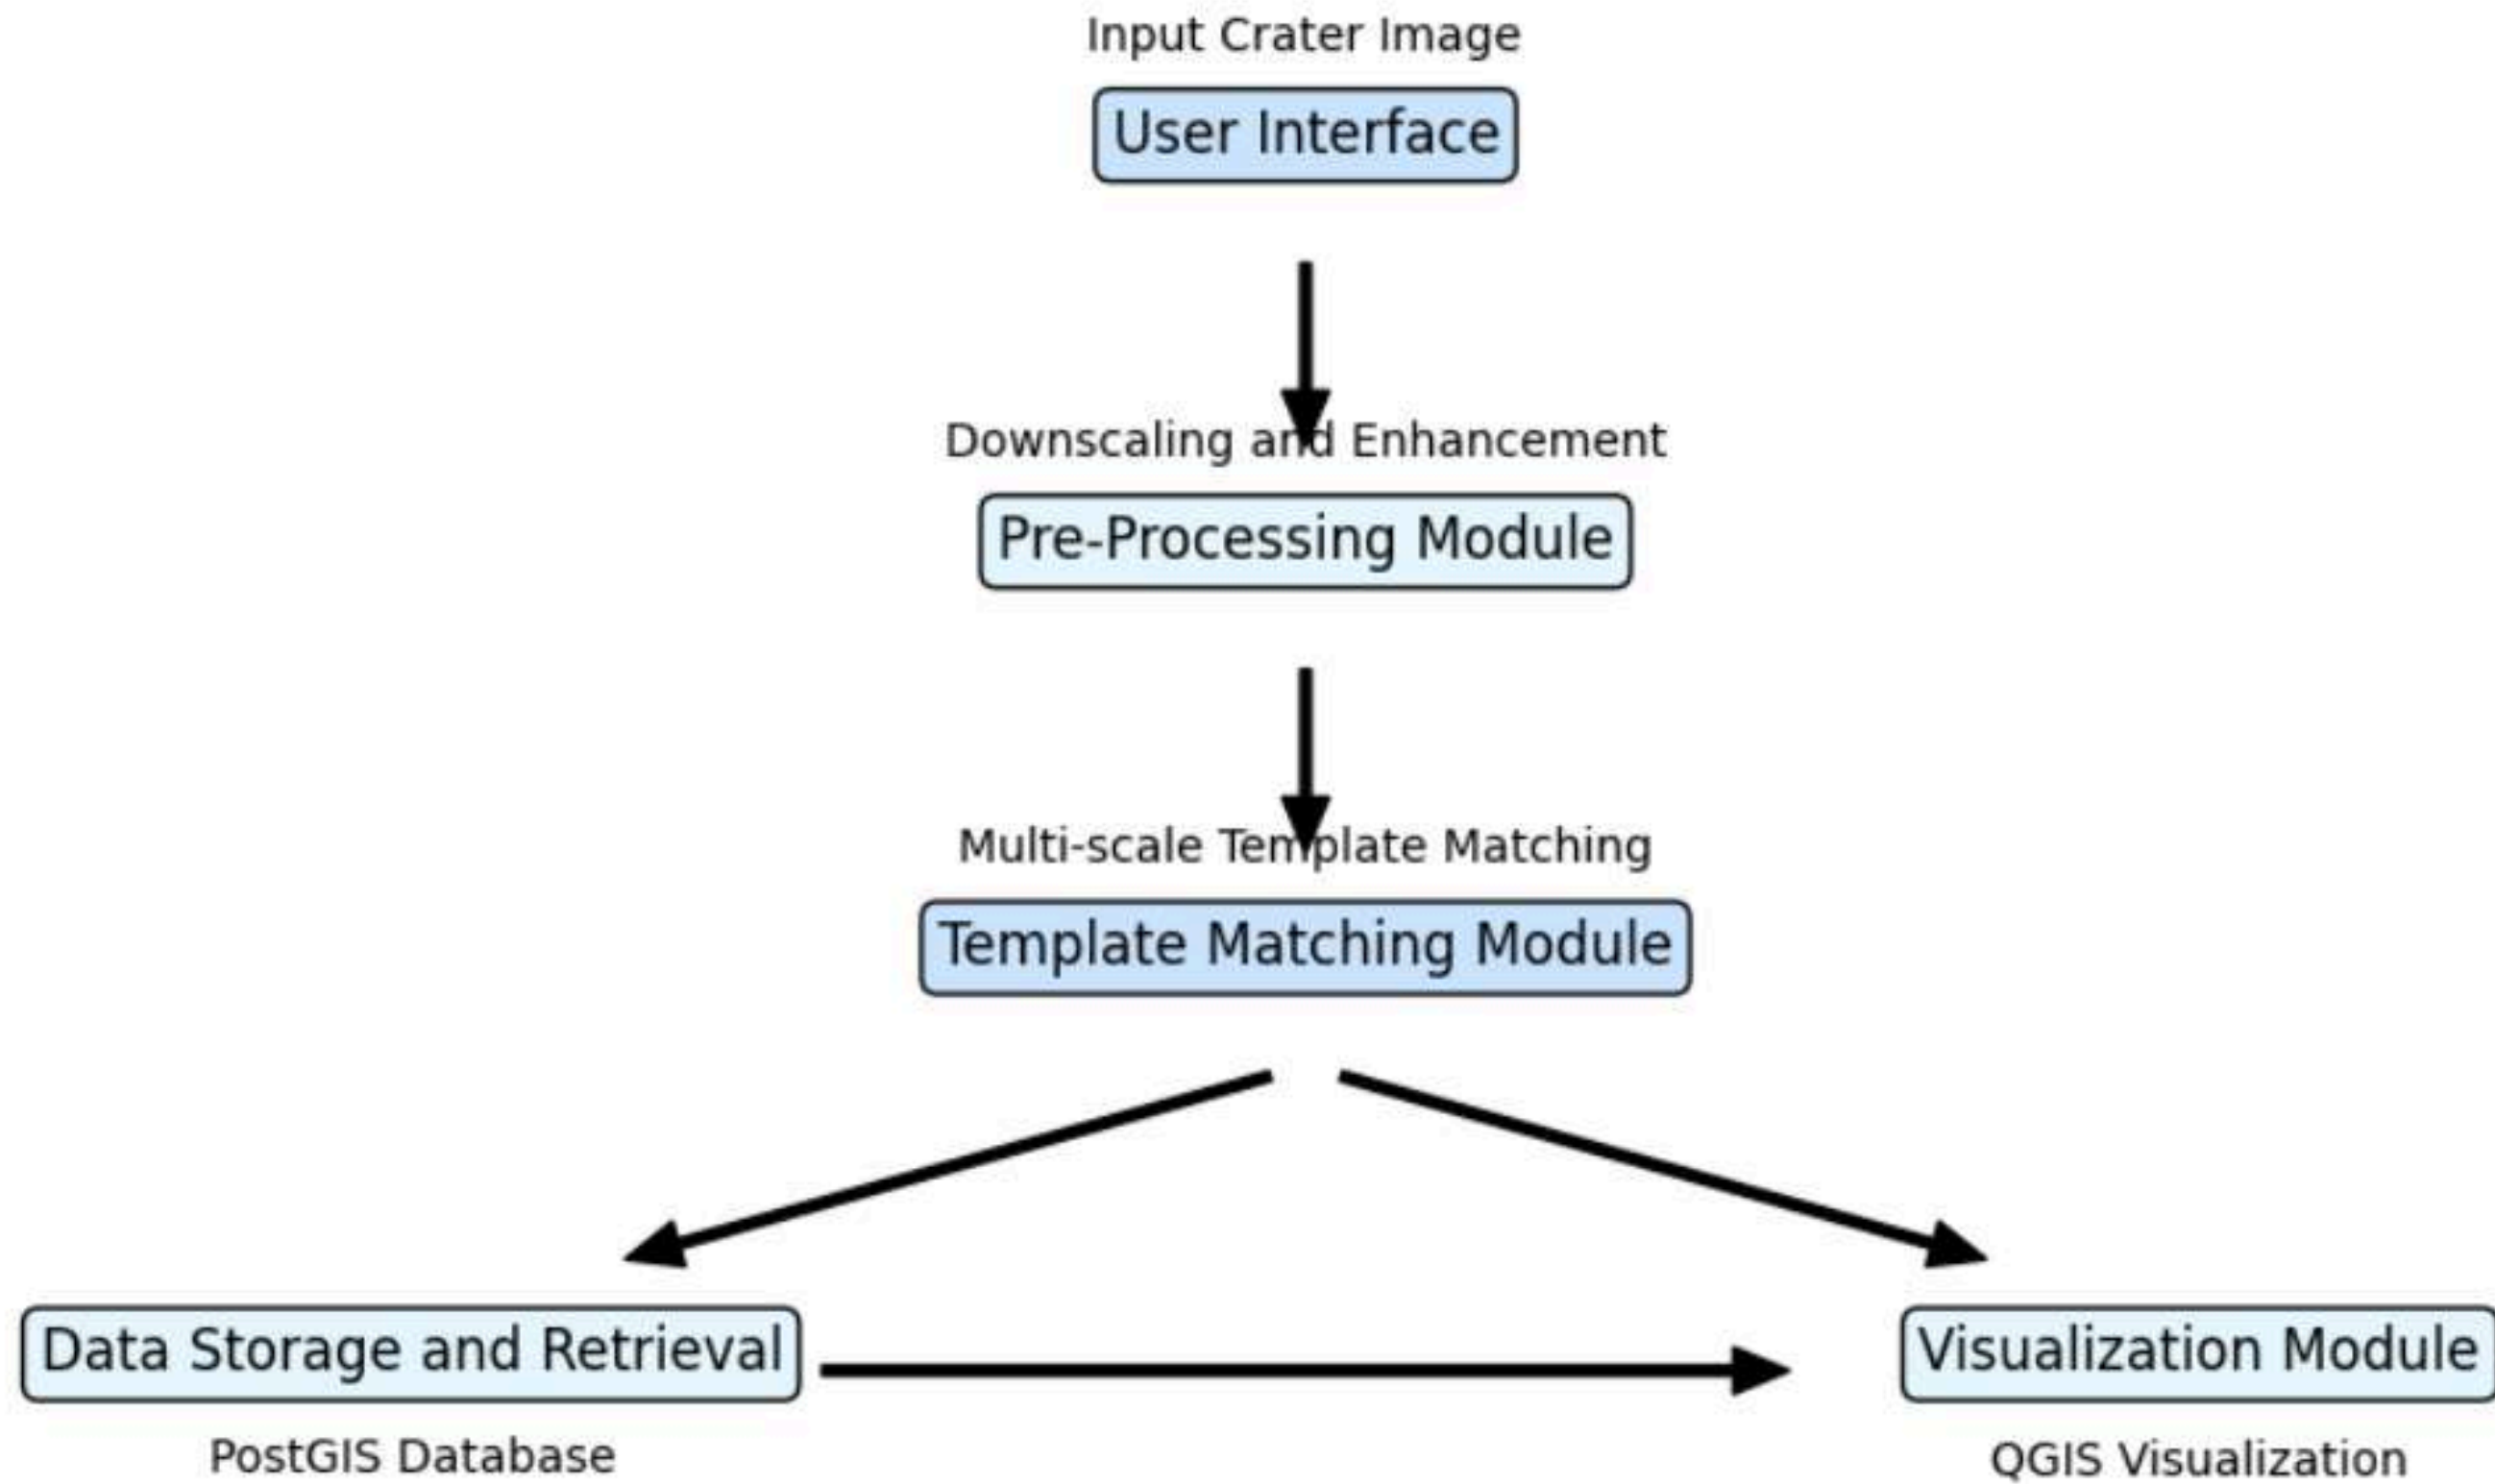 Input Crater Image
User Interface
Downscaling and Enhancement
Pre-Processing Module
Multi-scale Template Matching
Template Matching Module
Data Storage and Retrieval
Visualization Module
PostGIS Database
QGIS Visualization